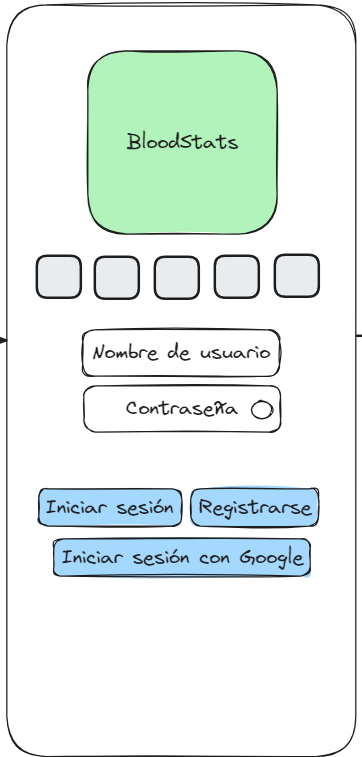 BloodStats
Nombre de usuario
Contraseña
Iniciar sesión
Registrarse
Iniciar sesión con Google